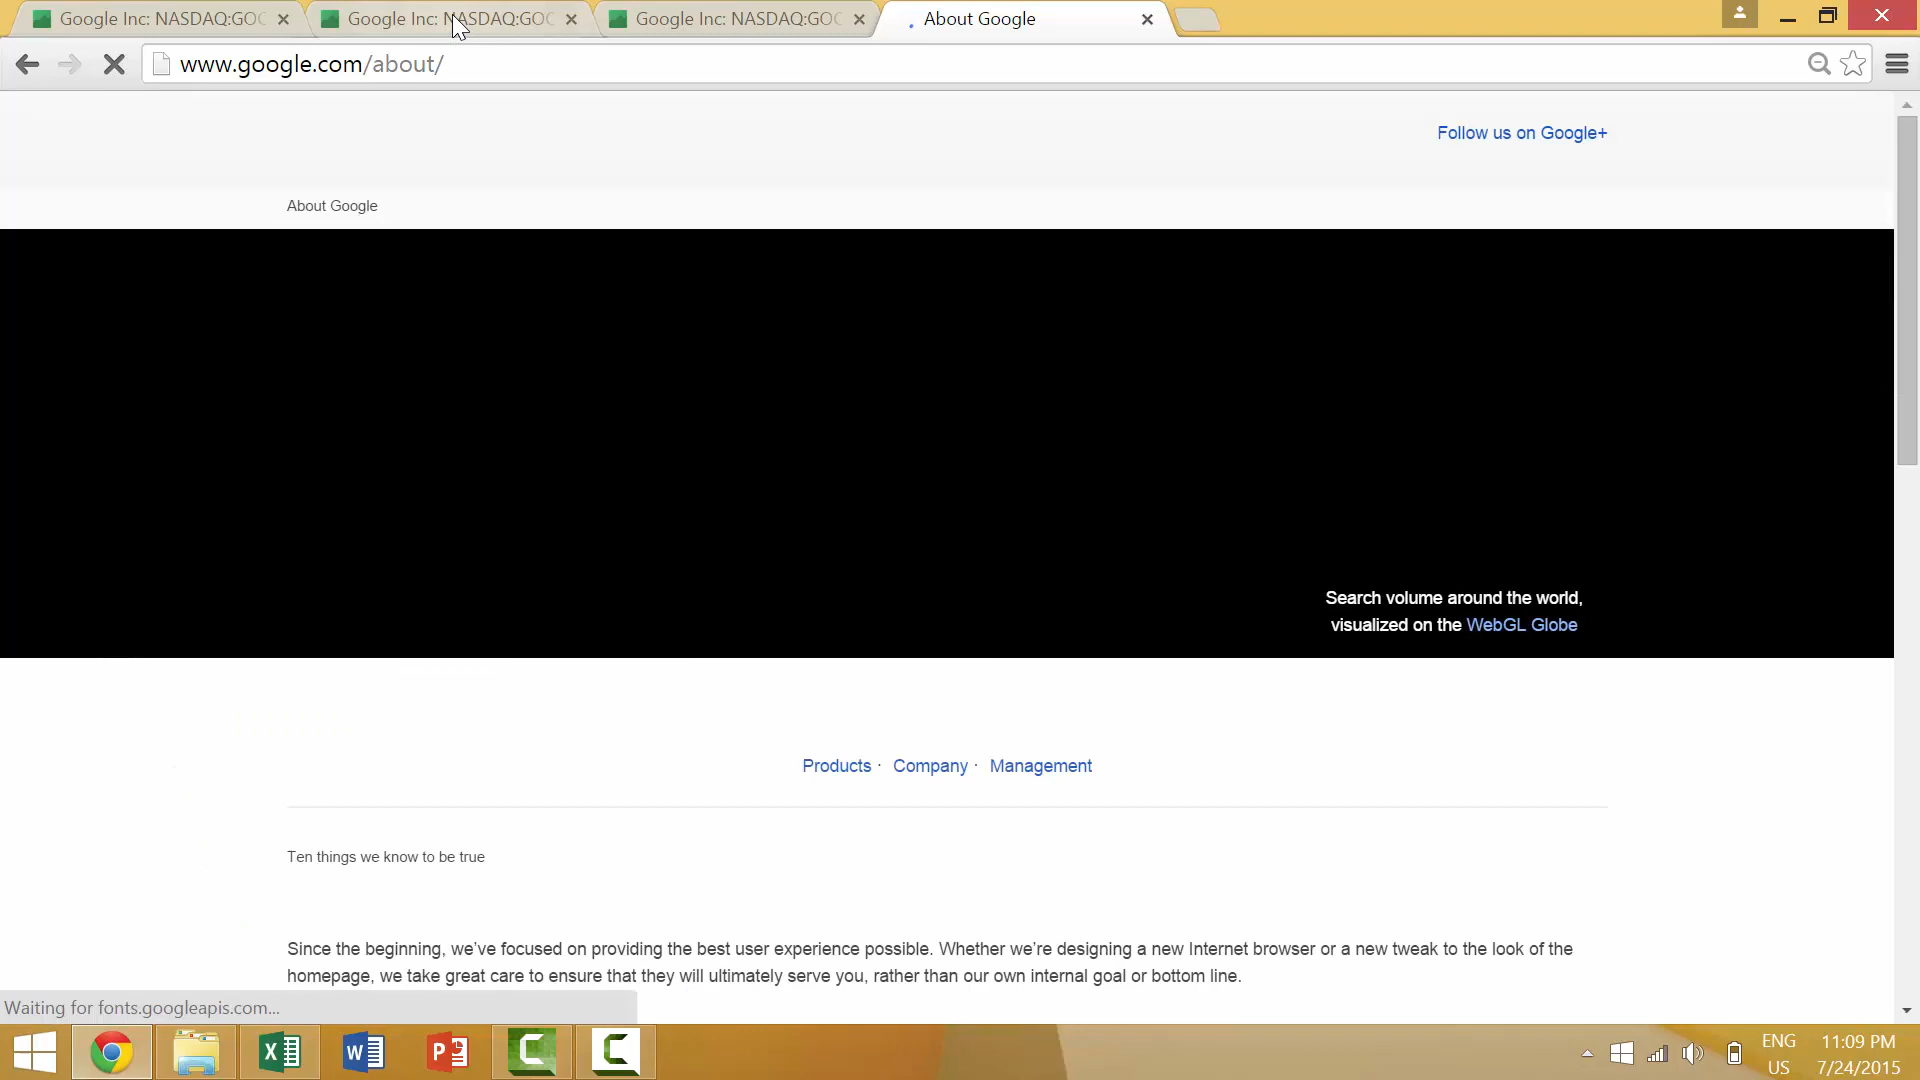 Google Inc: NASDAQ:GOO
Google Inc: NASDAQ:GOO
Google Inc: NASDAQ:GOO
About Google
www.google.com/about/
Follow us on Google+
About Google
Search volume around the world,
visualized on the WebGL Globe
Products · Company · Management
Ten things we know to be true
Since the beginning, we’ve focused on providing the best user experience possible. Whether we’re designing a new Internet browser or a new tweak to the look of the
homepage, we take great care to ensure that they will ultimately serve you, rather than our own internal goal or bottom line.
Waiting for fonts.googleapis.com...
ENG
US
11:09 PM
7/24/2015